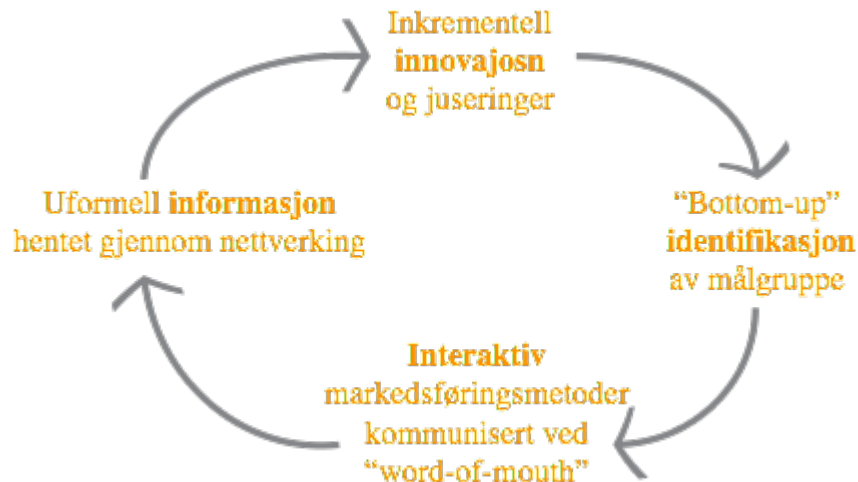 Inkrementell
innovajosn
og juseringer
Uformell informasjon
hentet gjennom nettverking
“Bottom-up”
identifikasjon
av målgruppe
Interaktiv
markedsføringsmetoder
kommunisert ved
“word-of-mouth”